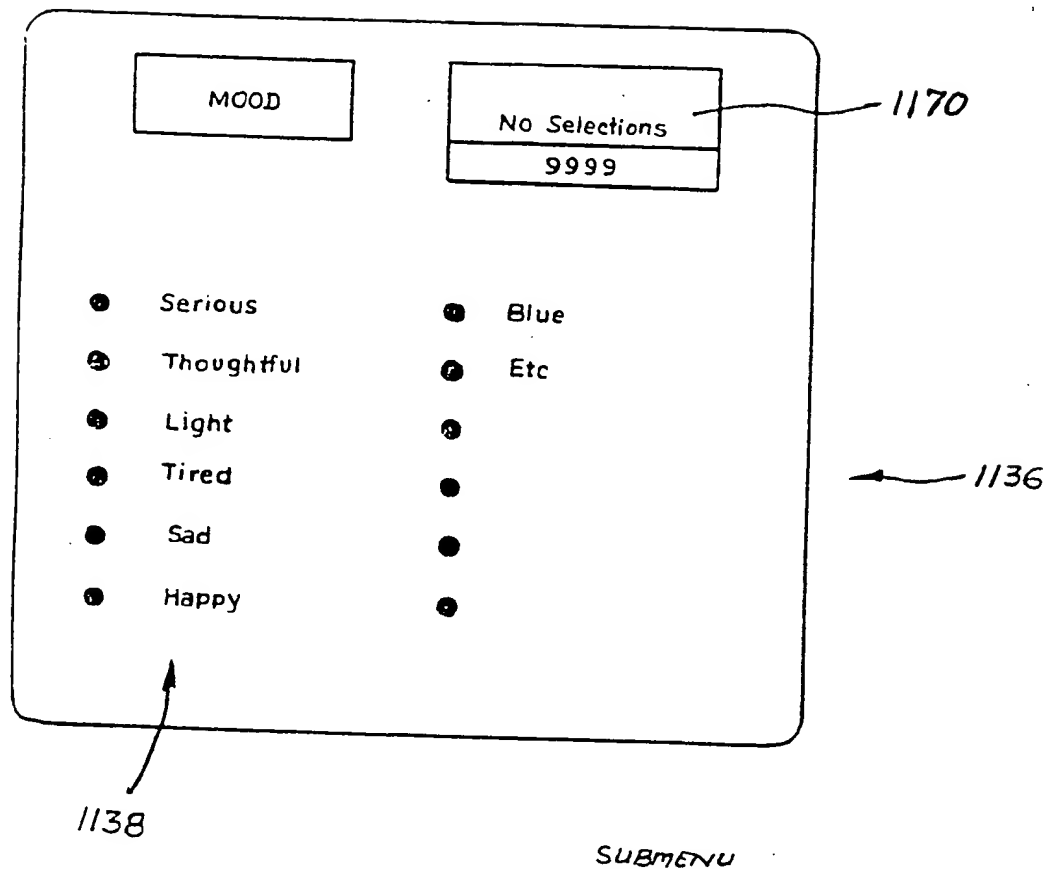 MOOD
No Selections
9999
1170
Serious
Thoughtful
Light
Tired
Sad
Happy
Blue
Etc
1136
1138
SUBMENU